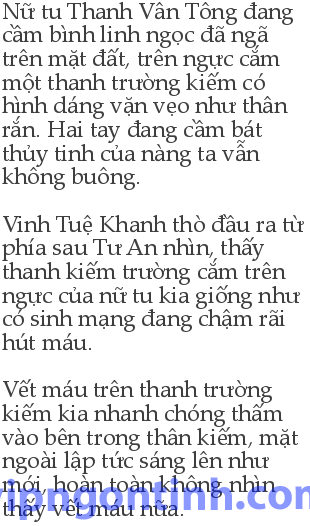 Nữ tu Thanh Vân Tông đang
cầm bình linh ngọc đã ngã
trên mặt đất, trên ngực cắm
một thanh trường kiếm có
hình dáng vặn vẹo như thân
rắn. Hai tay đang cầm bát
thủy tinh của nàng ta vẫn
không buông.
Vinh Tuệ Khanh thò đầu ra từ
phía sau Tư An nhìn, thấy
thanh kiếm trường cắm trên
ngực của nữ tu kia giống như
có sinh mạng đang chậm rãi
hút máu.
Vết máu trên thanh trường
kiếm kia nhanh chóng thấm
vào bên trong thân kiếm, mặt
ngoài lập tức sáng lên như
mới, hoàn toàn không nhìn
thấy vết máu nữa.
vipngontinh.com